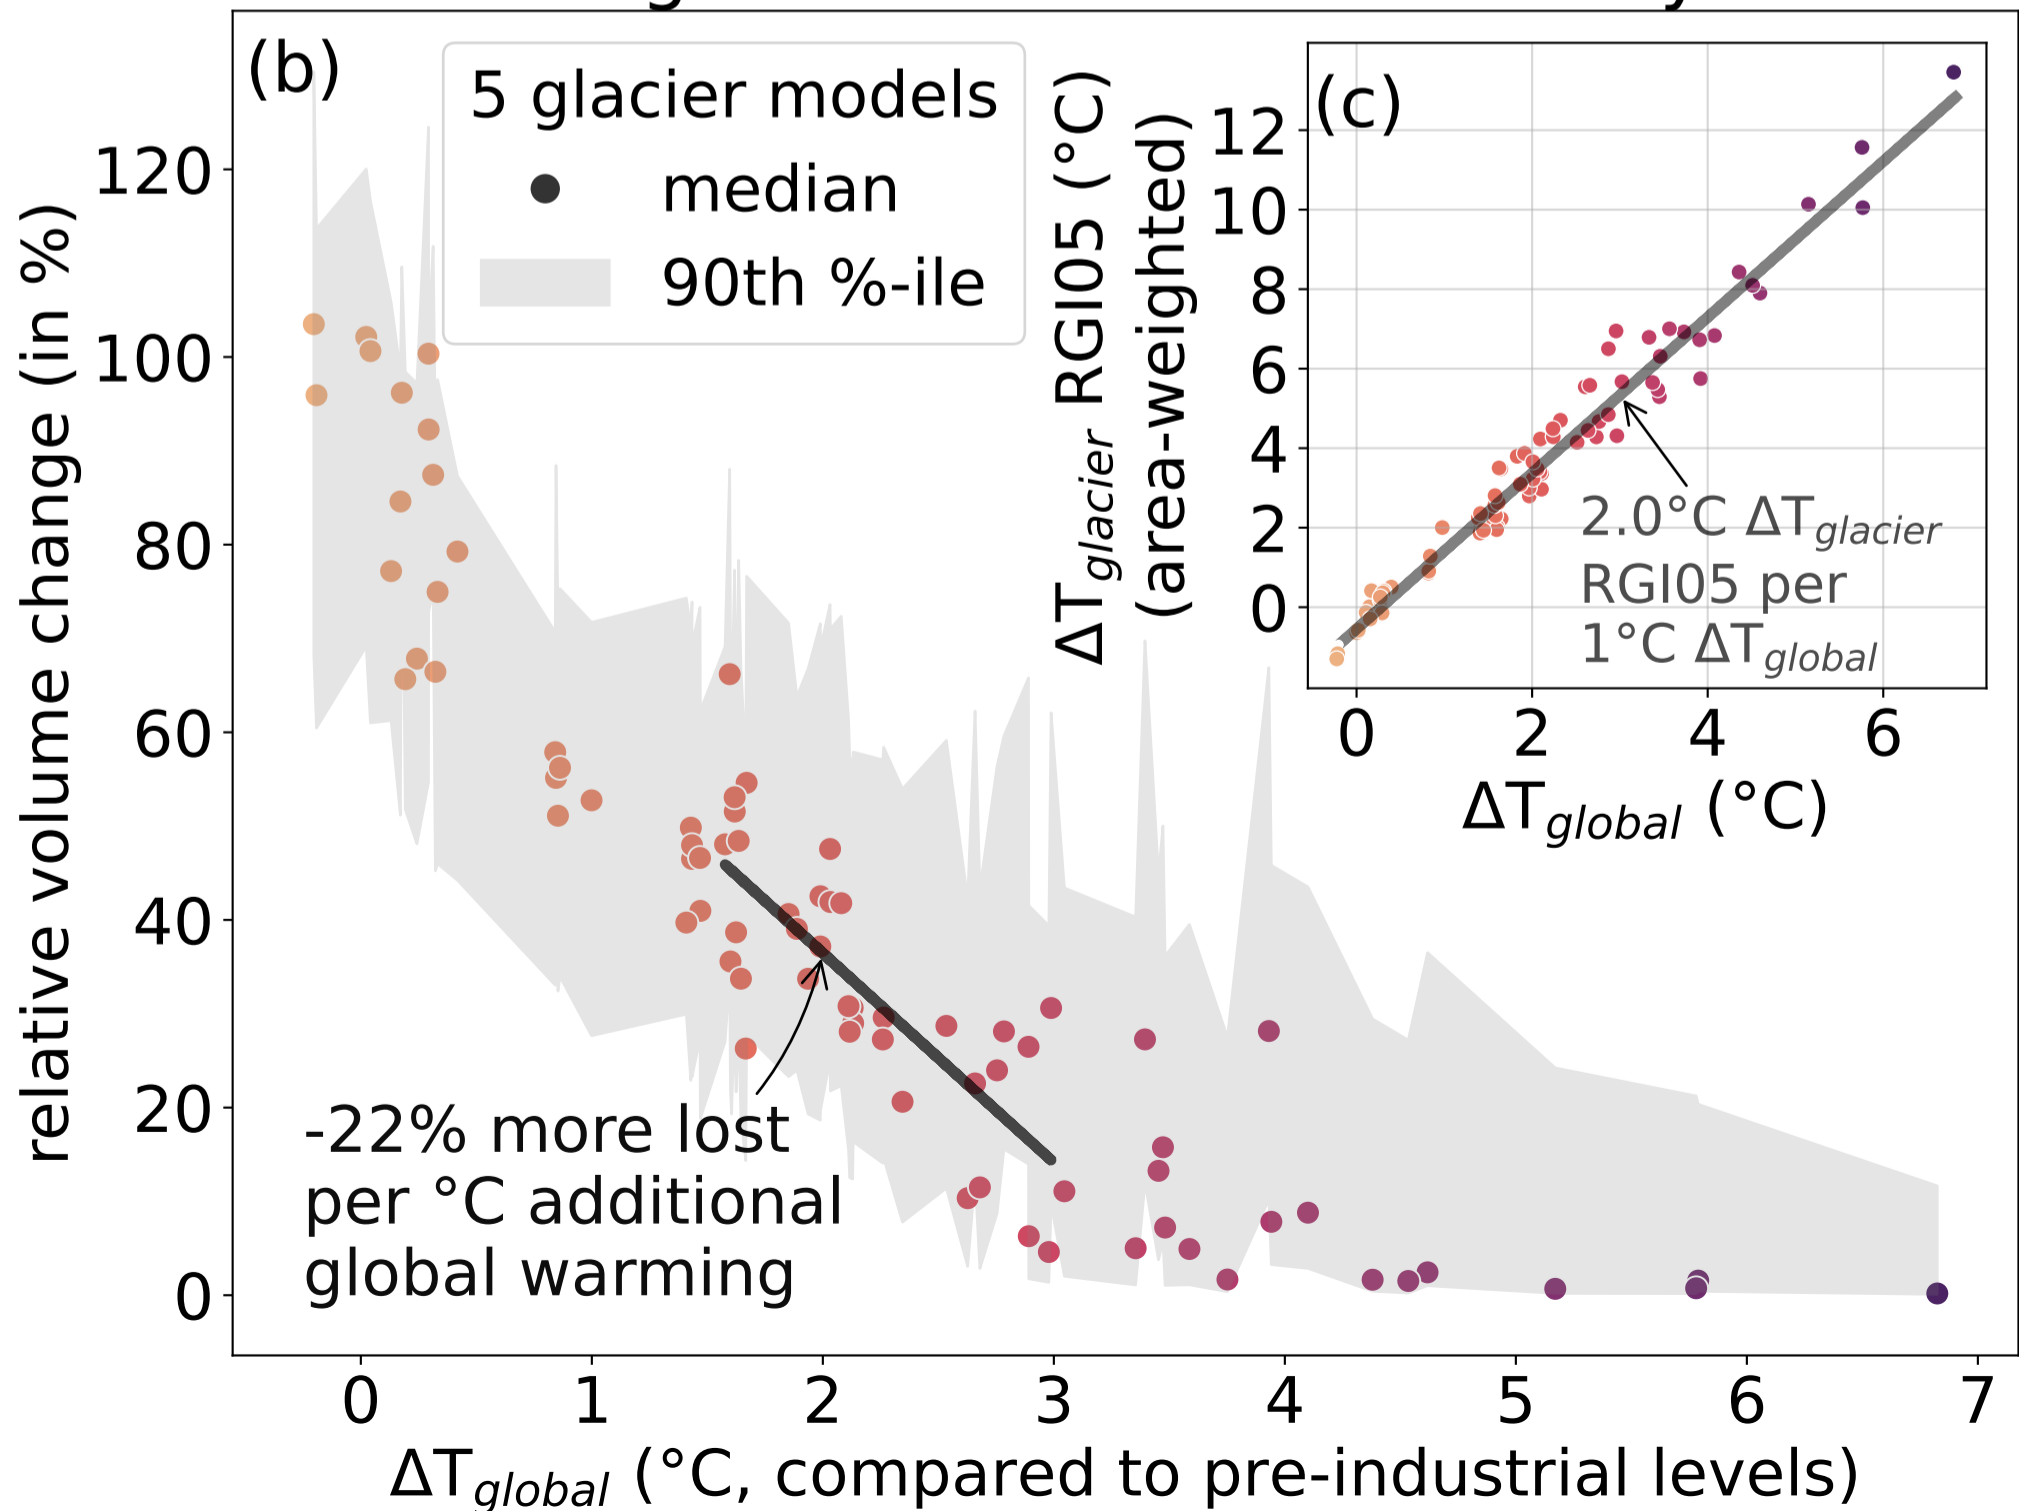 (b)
5 glacier models
median
90th %-ile
relative volume change (in %)
120
100
80
60
40
20
0
-22% more lost
per °C additional
global warming
0 1 2 3 4 5 6 7
ΔTglobal (°C, compared to pre-industrial levels)
(c)
ΔTglacier RGI05 (°C)
(area-weighted)
12
10
8
6
4
2
0
2.0°C ΔTglacier
RGI05 per
1°C ΔTglobal
0 2 4 6
ΔTglobal (°C)